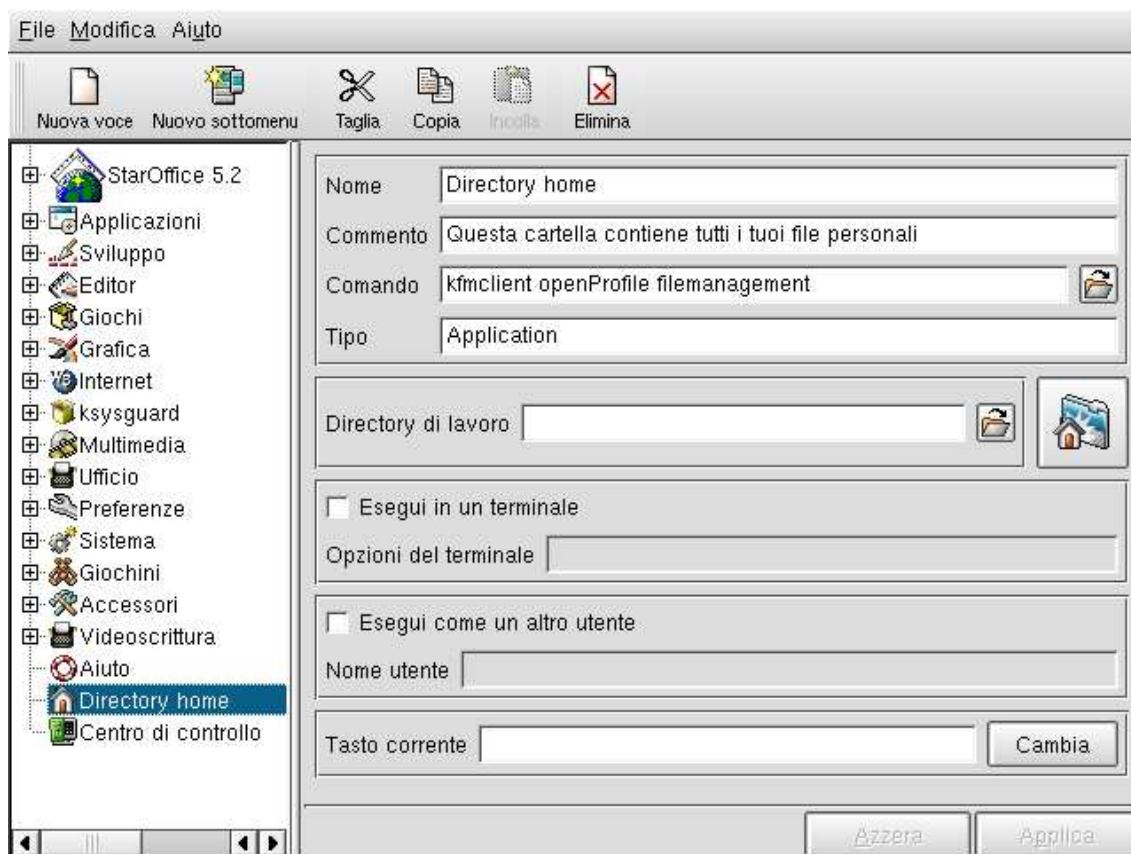 File Modifica Aiuto
Nuova voce Nuovo sottomenu Taglia Copia Incolla Elimina
StarOffice 5.2
Applicazioni
Sviluppo
Editor
Giochi
Grafica
Internet
ksysguard
Multimedia
Ufficio
Preferenze
Sistema
Giochini
Accessori
Videoscrittura
Aiuto
Directory home
Centro di controllo
Nome Directory home
Commento Questa cartella contiene tutti i tuoi file personali
Comando kfmclient openProfile filemanagement
Tipo Application
Directory di lavoro
Esegui in un terminale
Opzioni del terminale
Esegui come un altro utente
Nome utente
Tasto corrente Cambia
Azzera Applica